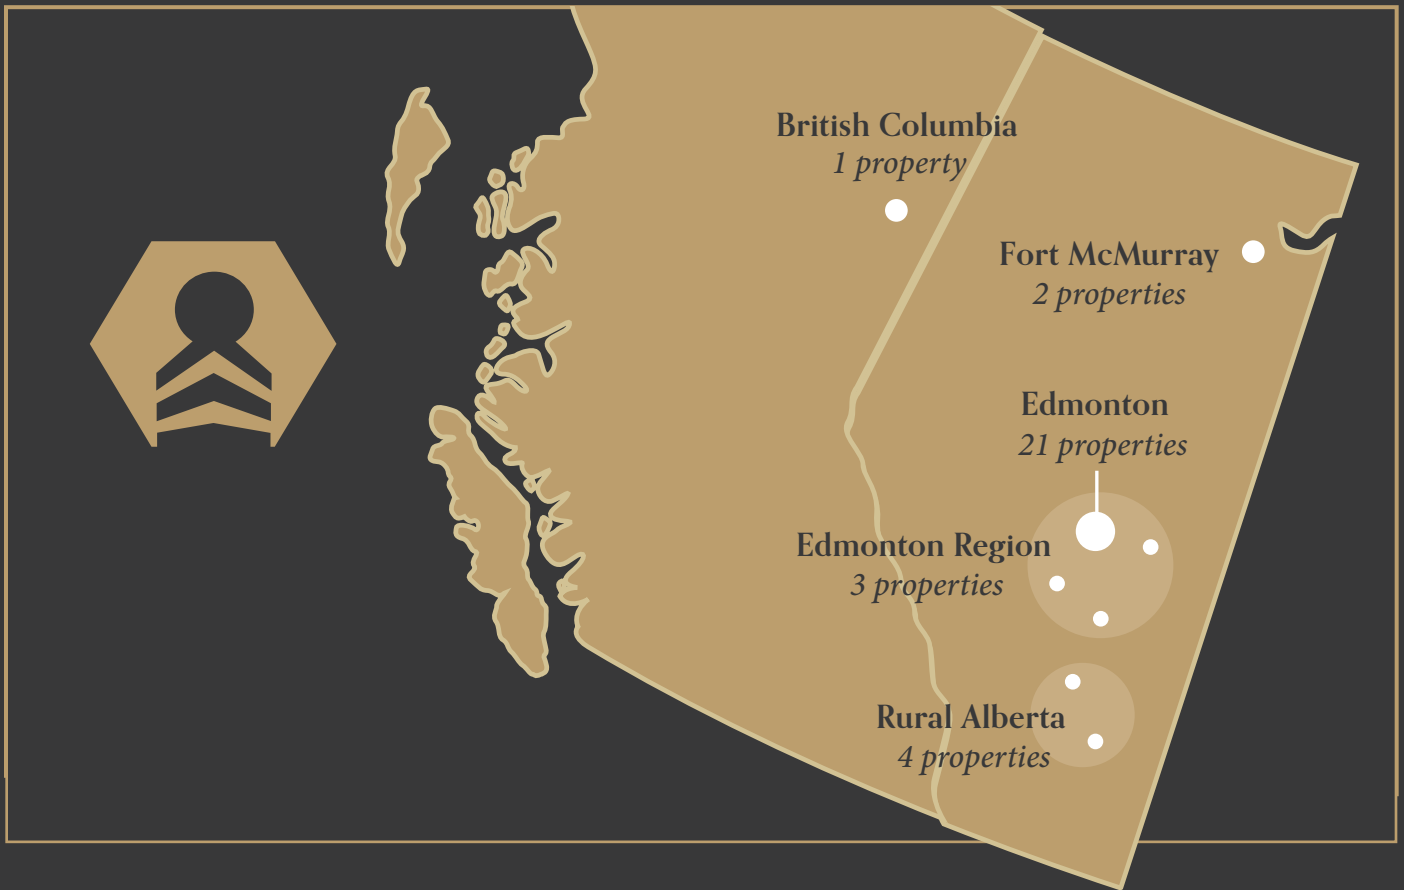 British Columbia
1 property
Fort McMurray
2 properties
Edmonton
21 properties
Edmonton Region
3 properties
Rural Alberta
4 properties